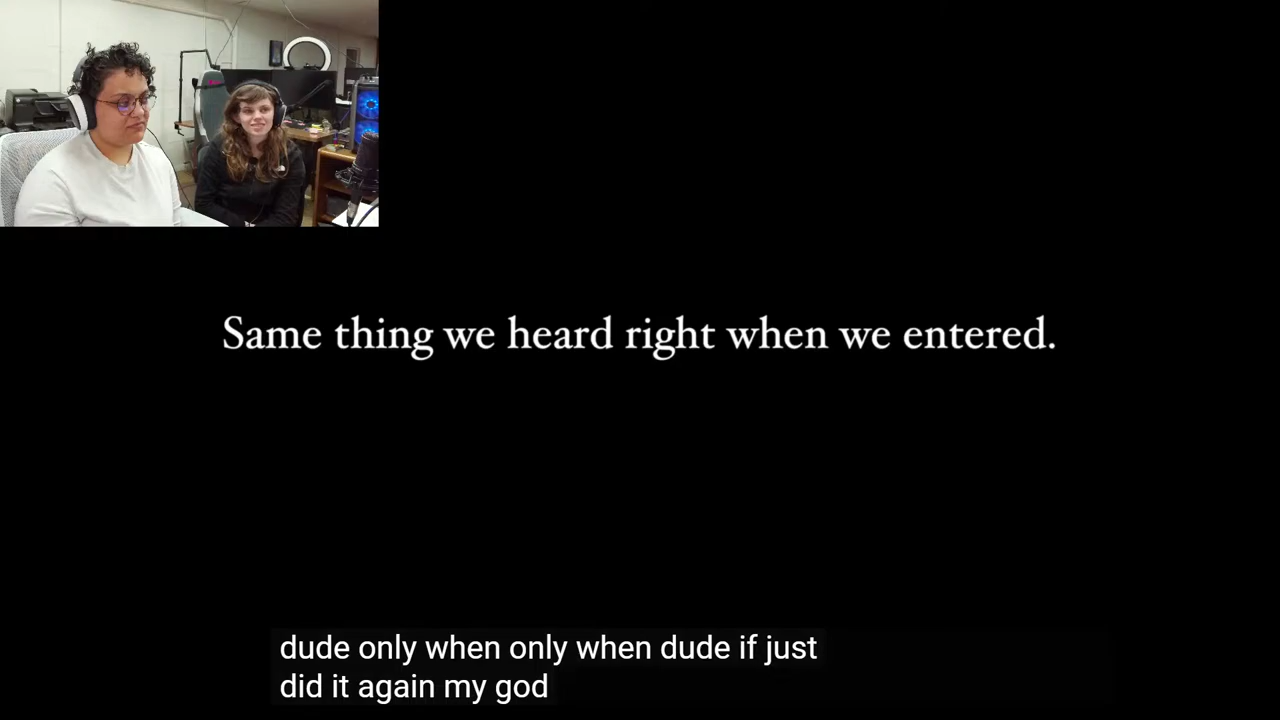 Same thing we heard right when we entered.
dude only when only when dude if just
did it again my god